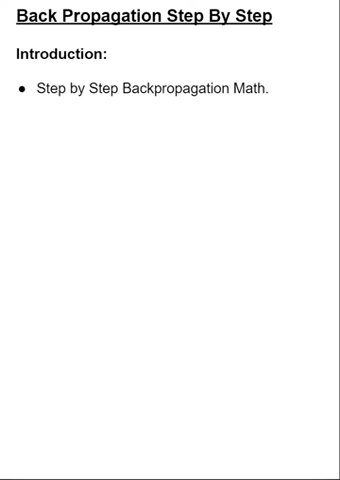 Back Propagation Step By Step
Introduction:
● Step by Step Backpropagation Math.